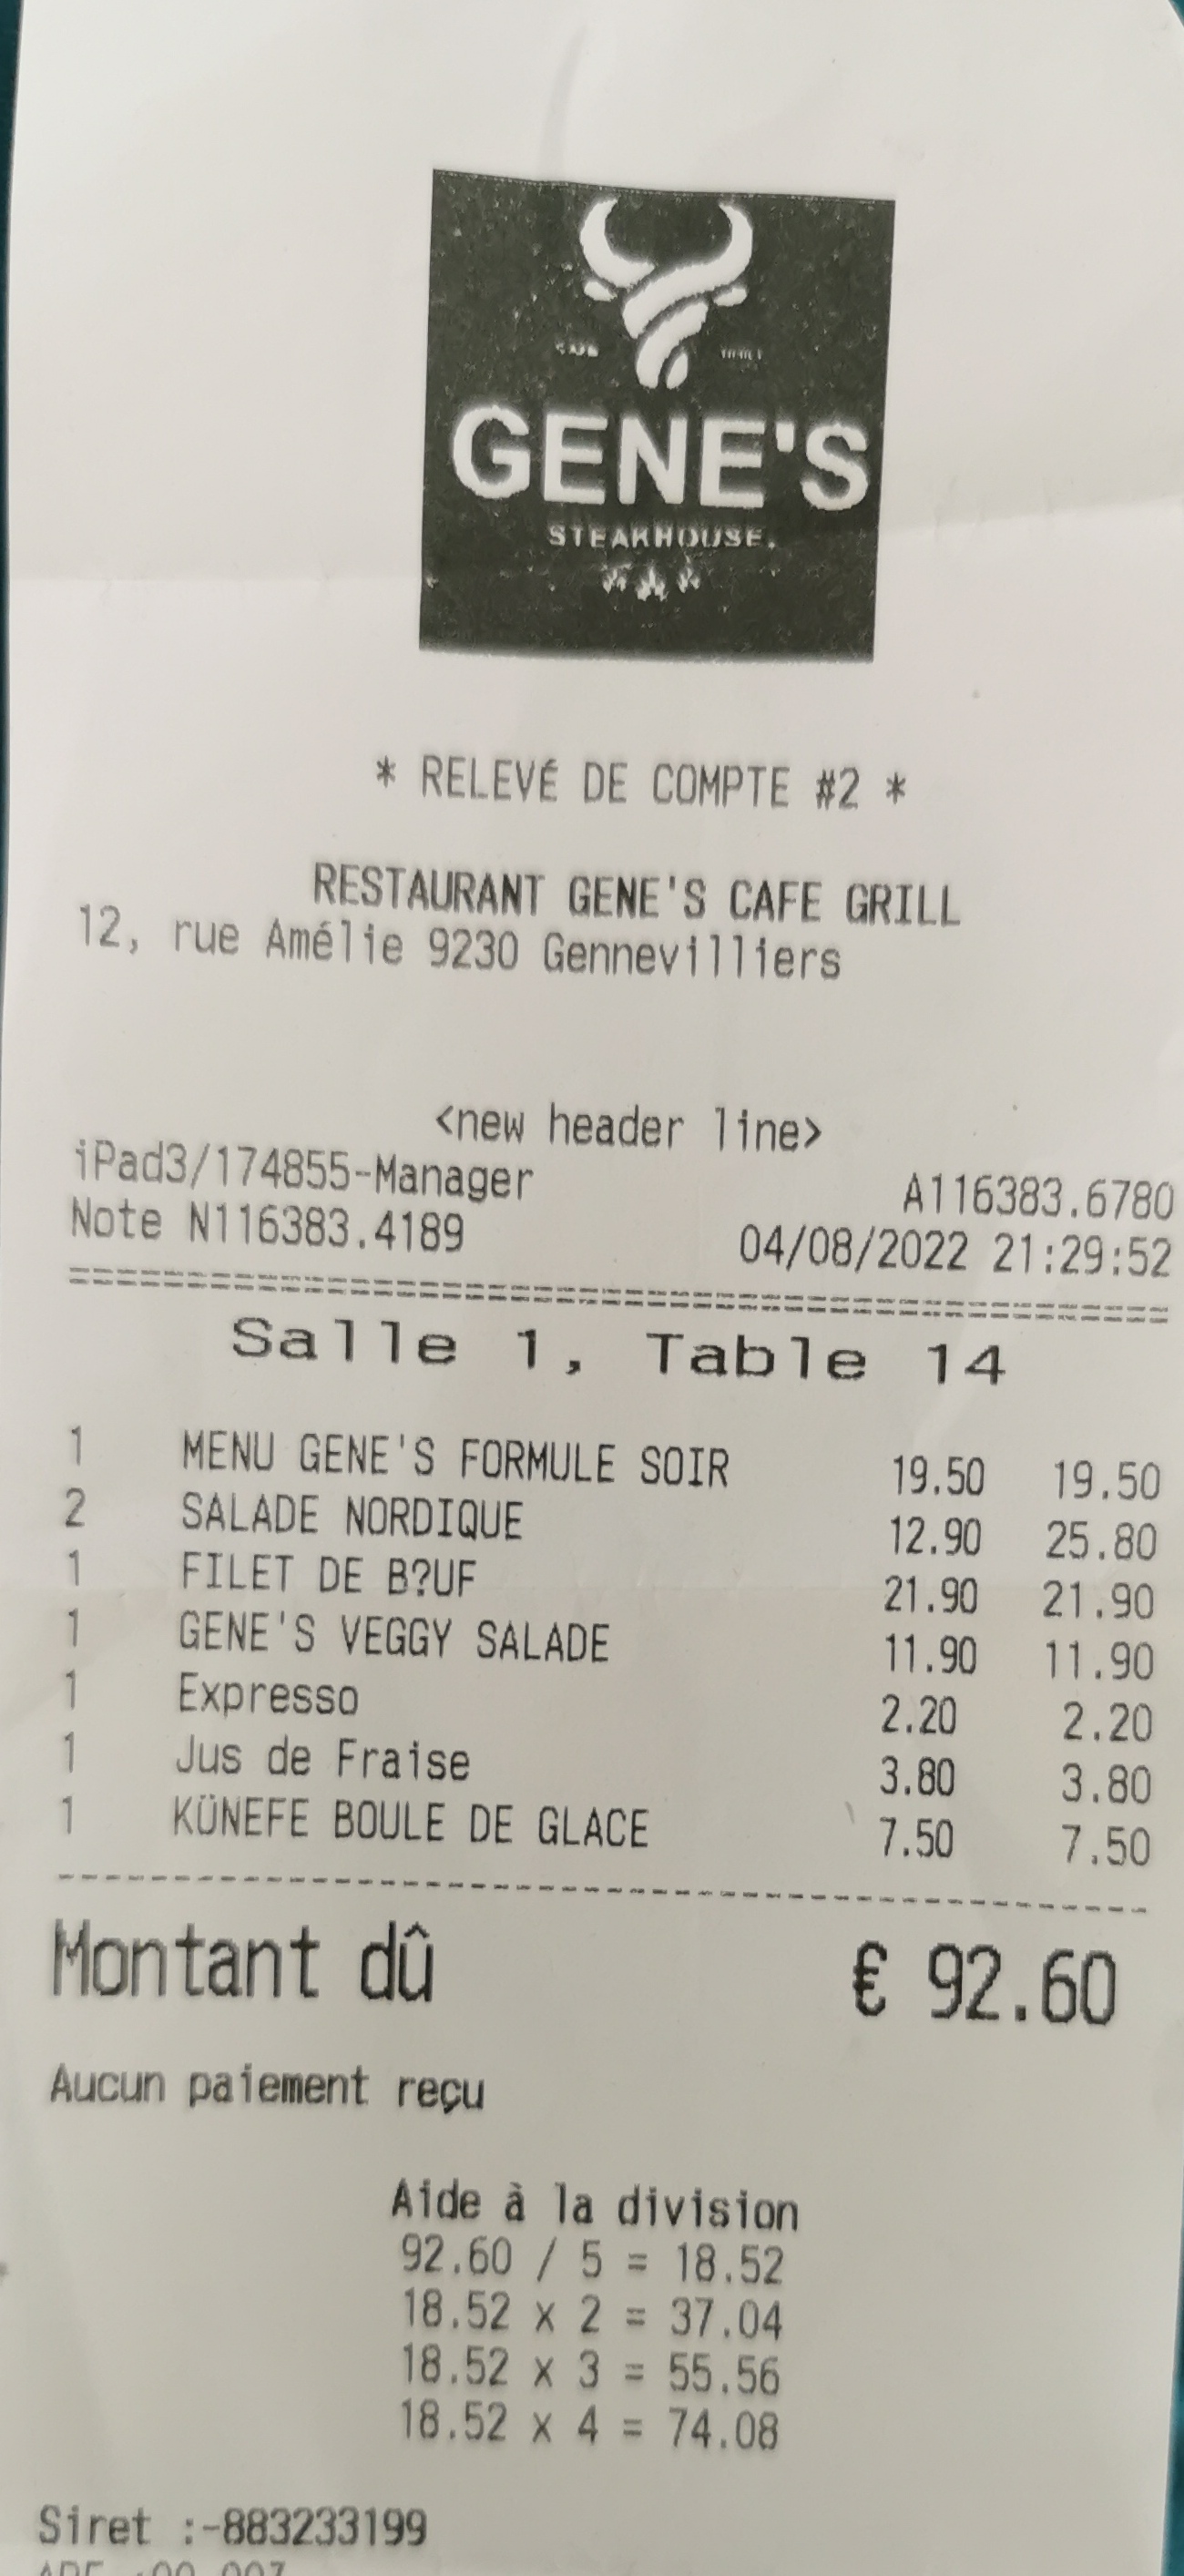 GENE'S
STEAKHOUSE.
* RELEVÉ DE COMPTE #2 *
RESTAURANT GENE'S CAFE GRILL
12, rue Amélie 9230 Gennevilliers
<new header line>
iPad3/174855-Manager A116383.6780
Note N116383.4189 04/08/2022 21:29:52
Salle 1, Table 14
1 MENU GENE'S FORMULE SOIR 19.50 19.50
2 SALADE NORDIQUE 12.90 25.80
1 FILET DE B?UF 21.90 21.90
1 GENE'S VEGGY SALADE 11.90 11.90
1 Expresso 2.20 2.20
1 Jus de Fraise 3.80 3.80
1 KÜNEFE BOULE DE GLACE 7.50 7.50
Montant dû € 92.60
Aucun paiement reçu
Aide à la division
92.60 / 5 = 18.52
18.52 x 2 = 37.04
18.52 x 3 = 55.56
18.52 x 4 = 74.08
Siret :-883233199